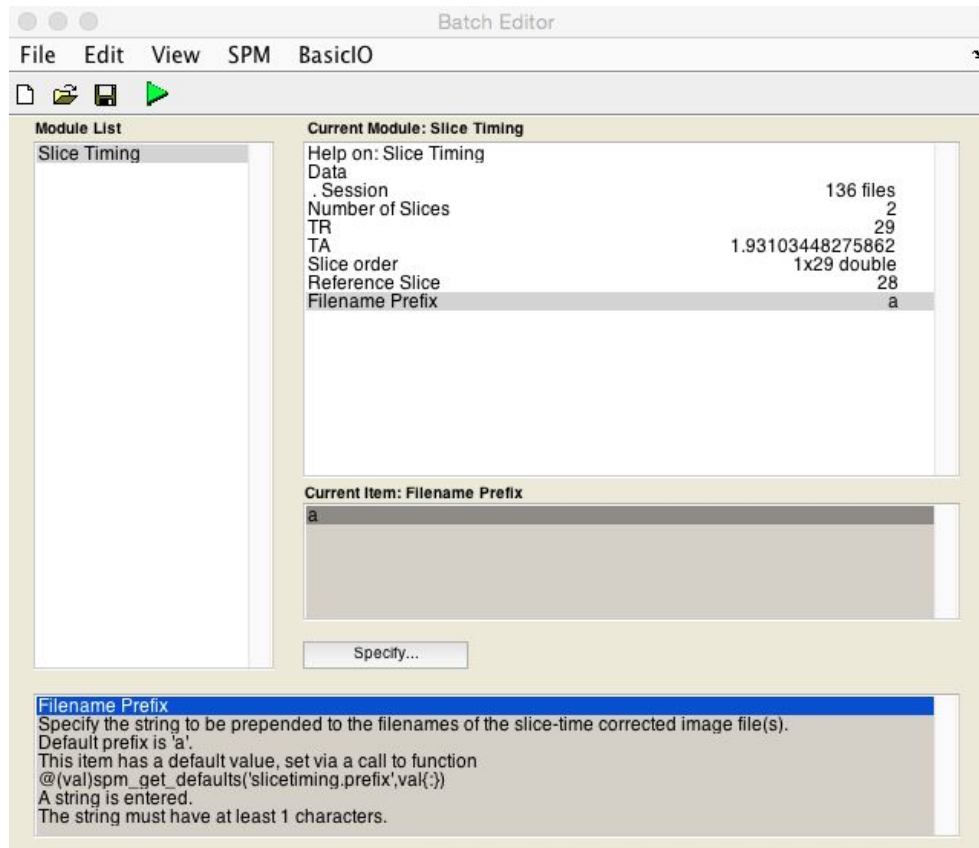 Batch Editor
File Edit View SPM BasicIO
Module List
Slice Timing
Current Module: Slice Timing
Help on: Slice Timing
Data
. Session 136 files
Number of Slices 2
TR 29
TA 1.93103448275862
Slice order 1x29 double
Reference Slice 28
Filename Prefix a
Current Item: Filename Prefix
a
Specify...
Filename Prefix
Specify the string to be prepended to the filenames of the slice-time corrected image file(s).
Default prefix is 'a'.
This item has a default value, set via a call to function
@(val)spm_get_defaults('slicetiming.prefix',val{:})
A string is entered.
The string must have at least 1 characters.